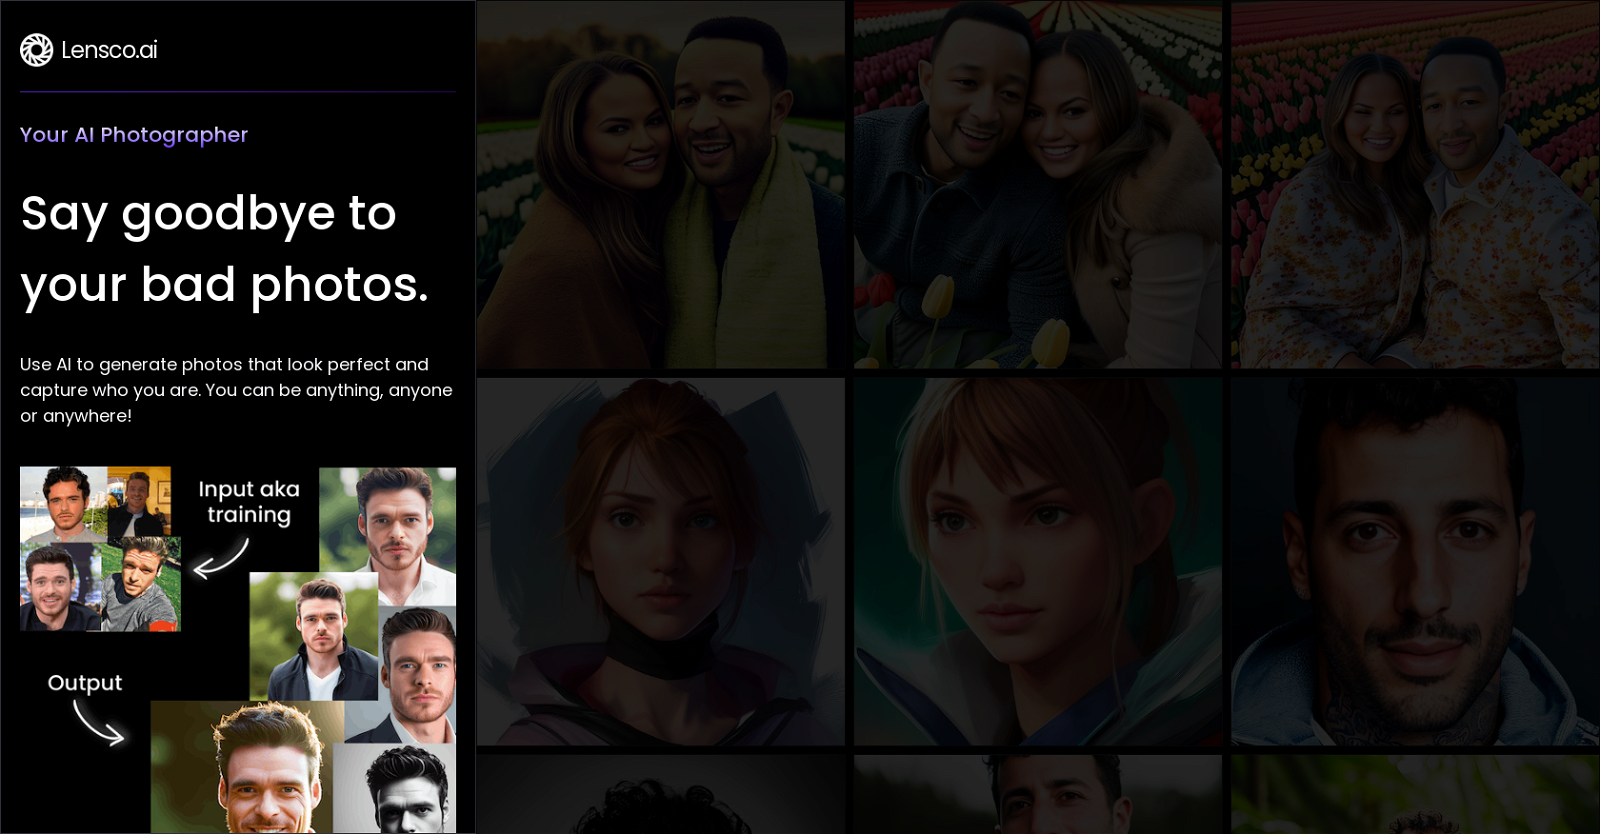 Lensco.ai
Your AI Photographer
Say goodbye to
your bad photos.
Use AI to generate photos that look perfect and
capture who you are. You can be anything, anyone
or anywhere!
Input aka
training
Output